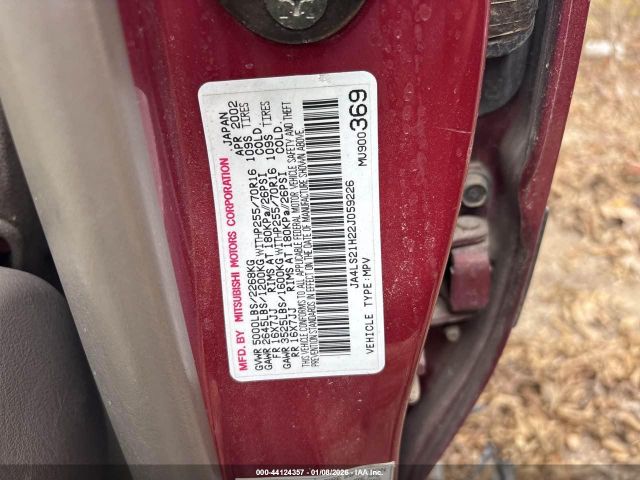 MFD. BY MITSUBISHI MOTORS CORPORATION JAPAN
GVWR 5000LBS/2268KG APR 2002
GAWR 2645LBS/1200KG WITH P255/70R16 109S TIRES
FR 16X7JJ RIMS AT 180KPa/26PSI COLD
GAWR 3525LBS/1600KG WITH P255/70R16 109S TIRES
RR 16X7JJ RIMS AT 180KPa/26PSI COLD.
THIS VEHICLE CONFORMS TO ALL APPLICABLE FEDERAL MOTOR VEHICLE SAFETY AND THEFT
PREVENTION STANDARDS IN EFFECT ON THE DATE OF MANUFACTURE SHOWN ABOVE.
JA4LS21H22J059226 MU900369
VEHICLE TYPE: MPV
000-44124357 - 01/08/2026 - IAA Inc.